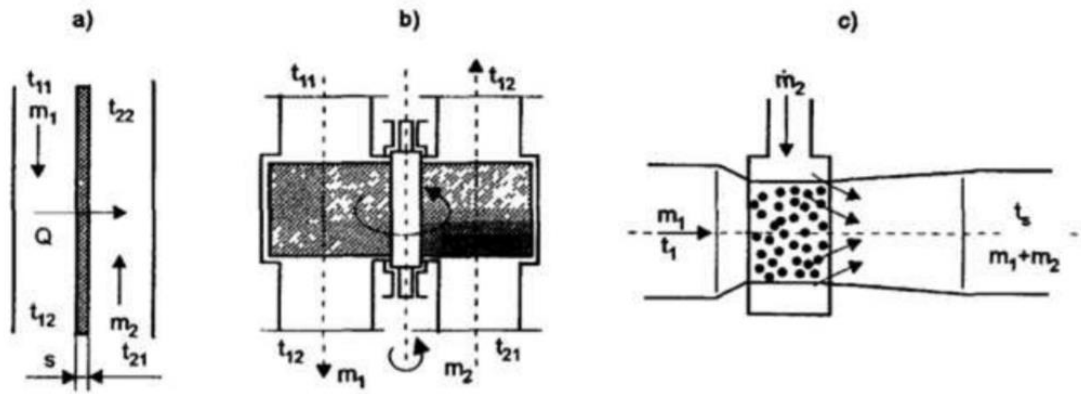 a)
t₁₁
m₁
t₂₂
Q
t₁₂
m₂
s
t₂₁
b)
t₁₁
t₁₂
t₁₂
m₁
m₂
t₂₁
c)
ṁ₂
m₁
t₁
tₛ
m₁+m₂